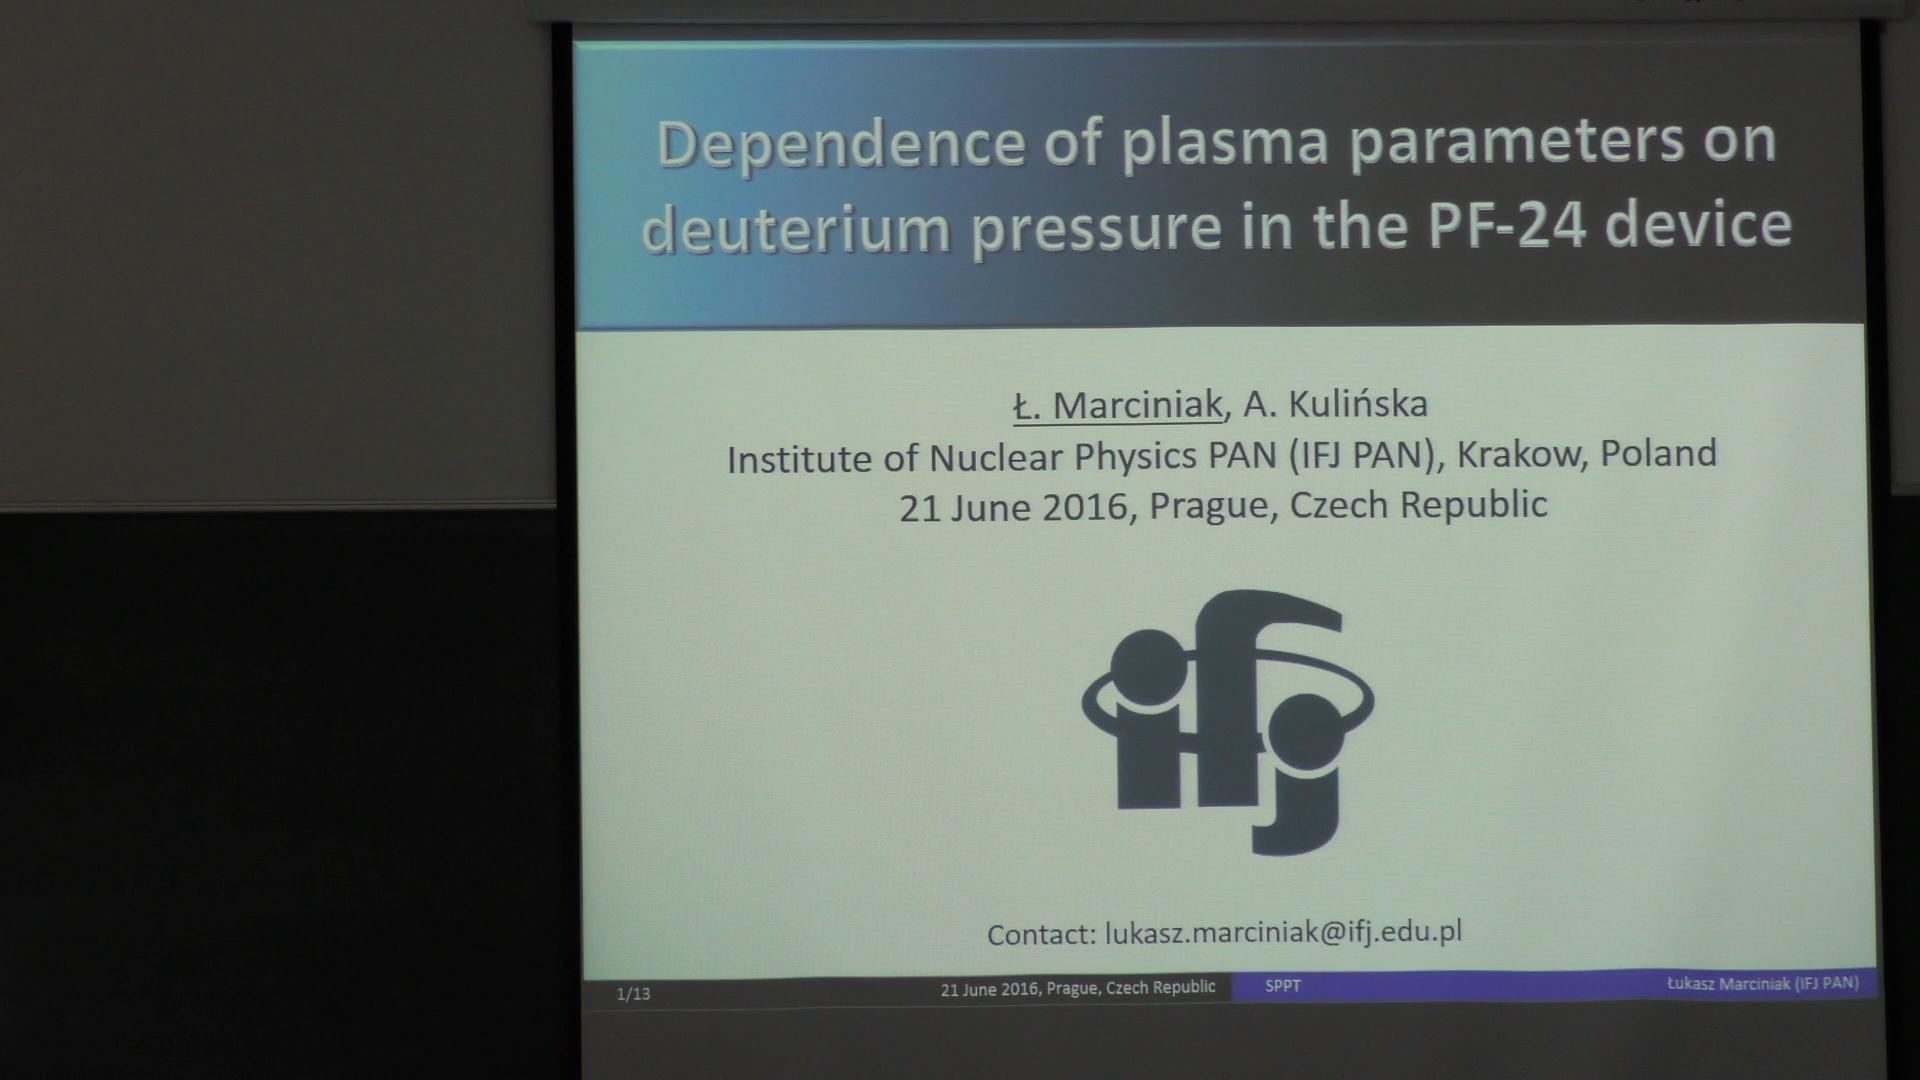 Dependence of plasma parameters on
deuterium pressure in the PF-24 device
Ł. Marciniak, A. Kulińska
Institute of Nuclear Physics PAN (IFJ PAN), Krakow, Poland
21 June 2016, Prague, Czech Republic
ifj
Contact: lukasz.marciniak@ifj.edu.pl
1/13 21 June 2016, Prague, Czech Republic SPPT Łukasz Marciniak (IFJ PAN)